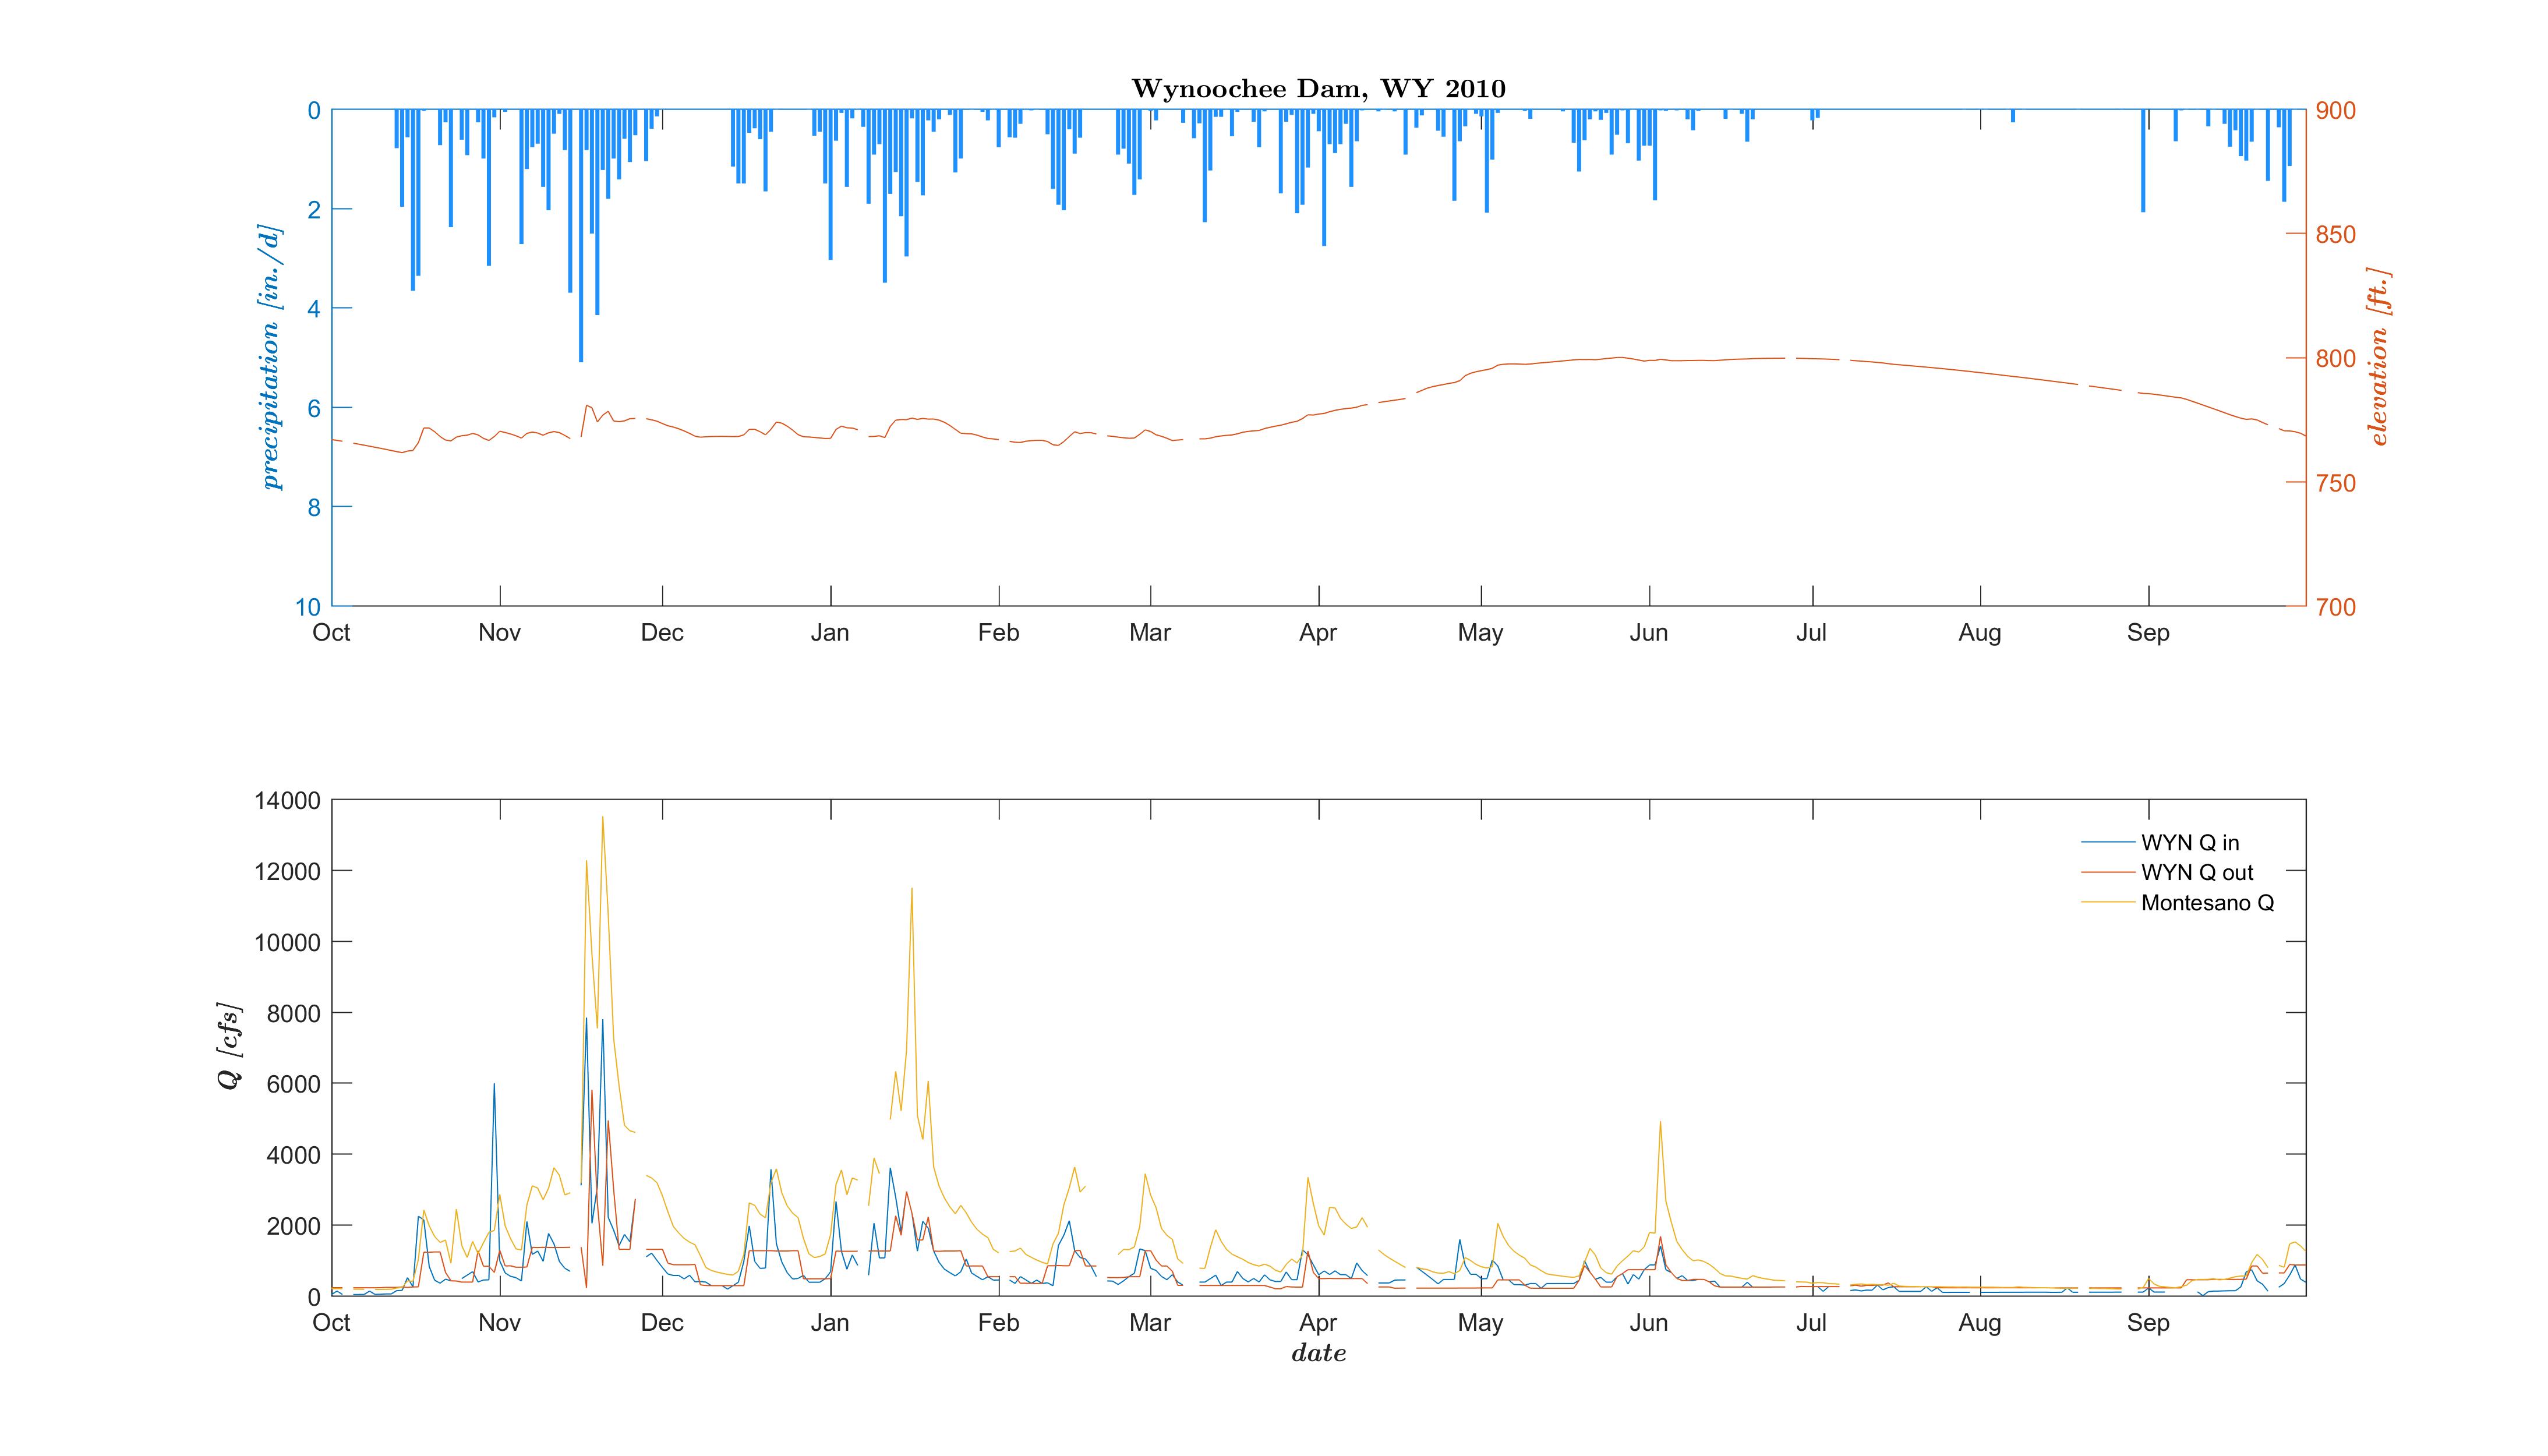 Wynoochee Dam, WY 2010
precipitation [in./d]
0
2
4
6
8
10
900
850
800
750
700
elevation [ft.]
Oct Nov Dec Jan Feb Mar Apr May Jun Jul Aug Sep
Q [cfs]
14000
12000
10000
8000
6000
4000
2000
0
WYN Q in
WYN Q out
Montesano Q
Oct Nov Dec Jan Feb Mar Apr May Jun Jul Aug Sep
date